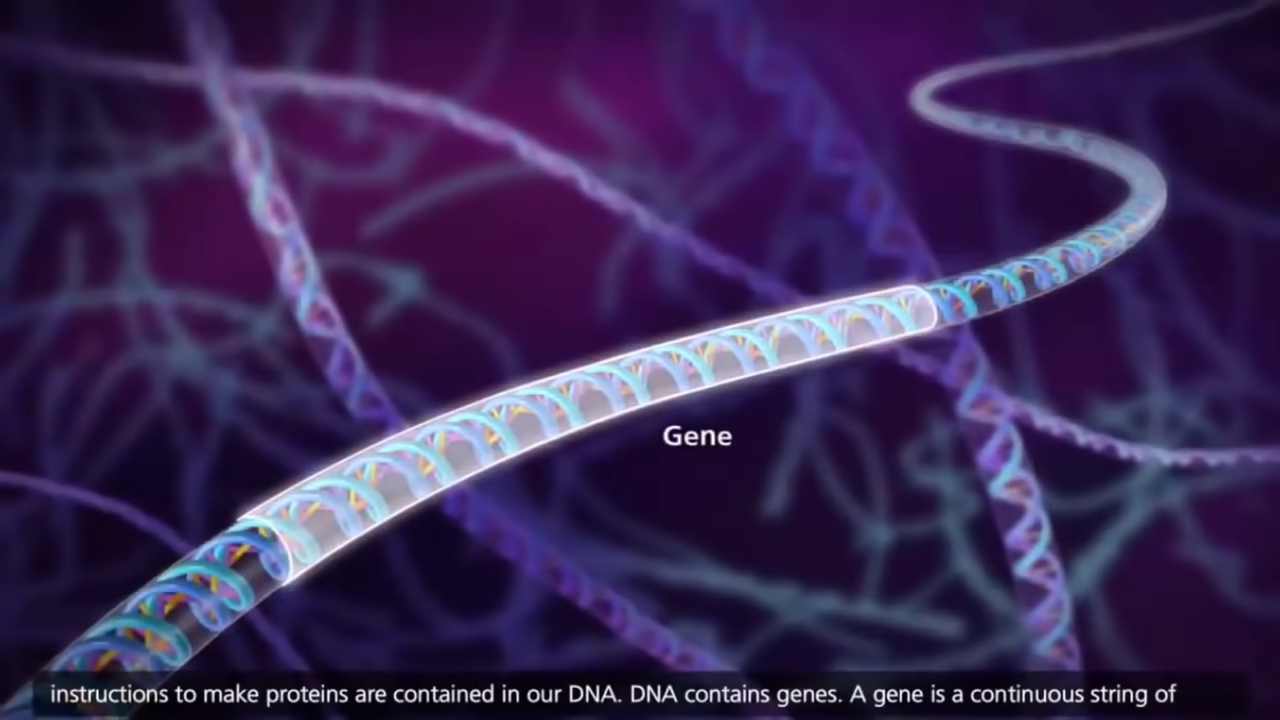 Gene
instructions to make proteins are contained in our DNA. DNA contains genes. A gene is a continuous string of